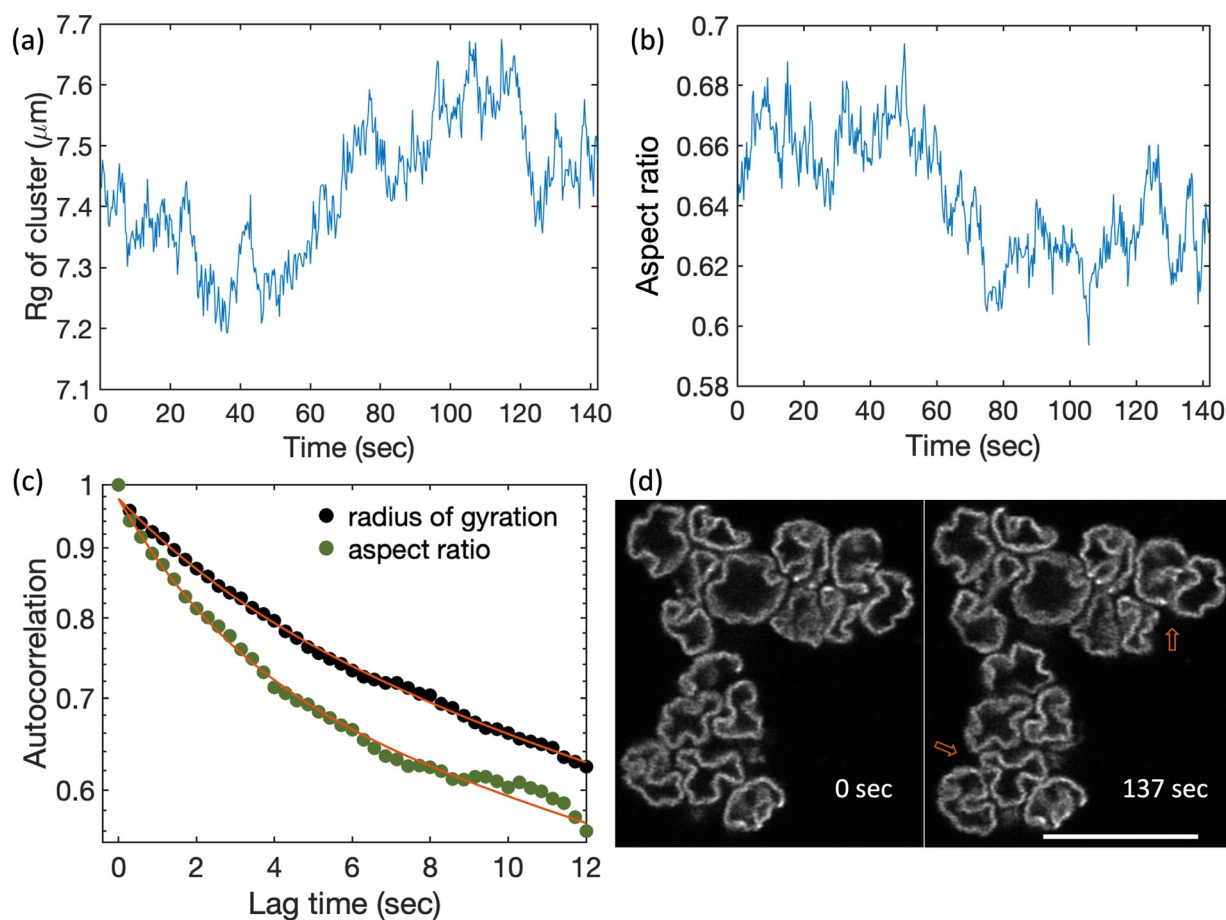 (a)
7.7
7.6
7.5
7.4
7.3
7.2
7.1
Rg of cluster (μm)
0 20 40 60 80 100 120 140
Time (sec)
(b)
0.7
0.68
0.66
0.64
0.62
0.6
0.58
Aspect ratio
0 20 40 60 80 100 120 140
Time (sec)
(c)
1
0.9
0.8
0.7
0.6
Autocorrelation
radius of gyration
aspect ratio
0 2 4 6 8 10 12
Lag time (sec)
(d)
0 sec
137 sec